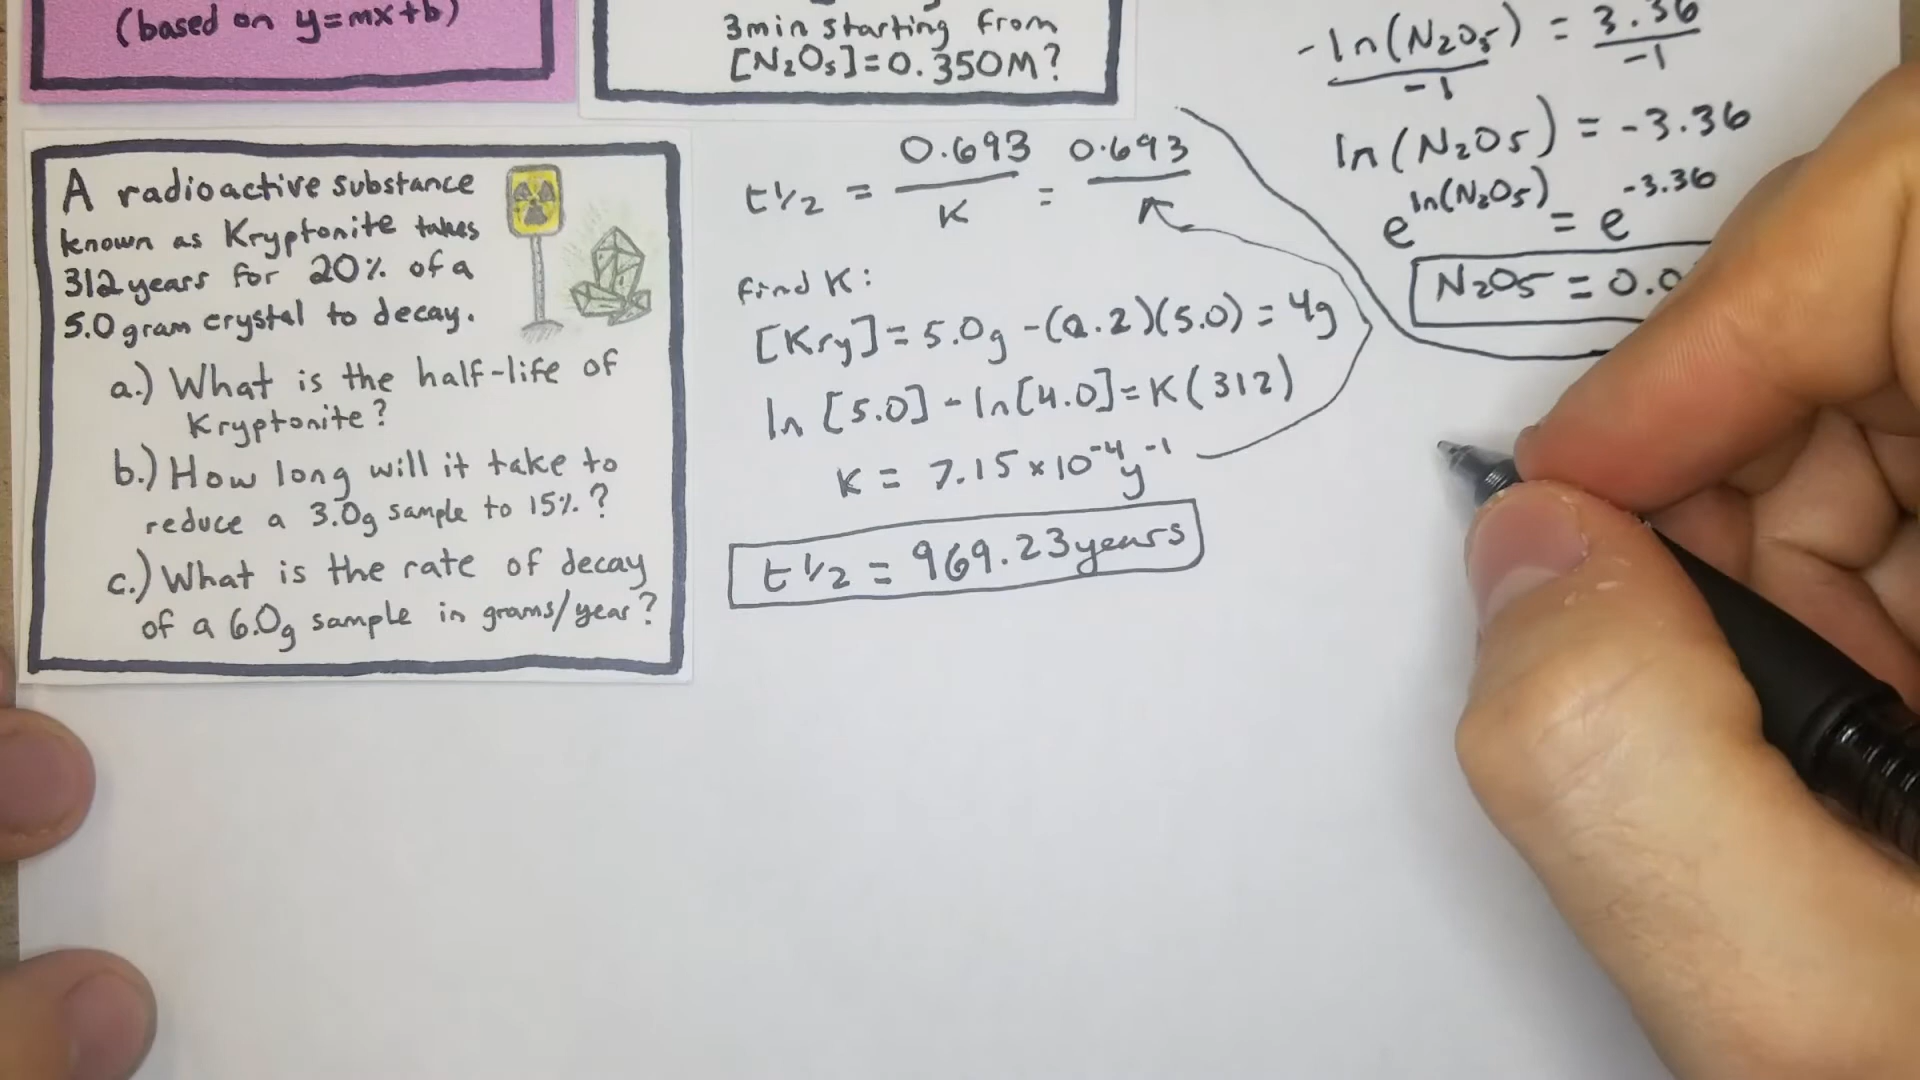 (based on y=mx+b)
3min starting from
[N₂O₅]=0.350M?
-ln(N₂O₅) = 3.36
-1 -1
ln(N₂O₅) = -3.36
e^ln(N₂O₅) = e^-3.36
N₂O₅ = 0.0
A radioactive substance
known as Kryptonite takes
312 years for 20% of a
5.0 gram crystal to decay.
a.) What is the half-life of
Kryptonite?
b.) How long will it take to
reduce a 3.0g sample to 15%?
c.) What is the rate of decay
of a 6.0g sample in grams/year?
t½ = 0.693/K = 0.693
find K:
[Kry] = 5.0g - (0.2)(5.0) = 4g
ln [5.0] - ln[4.0] = K(312)
K = 7.15 × 10⁻⁴ y⁻¹
t½ = 969.23 years